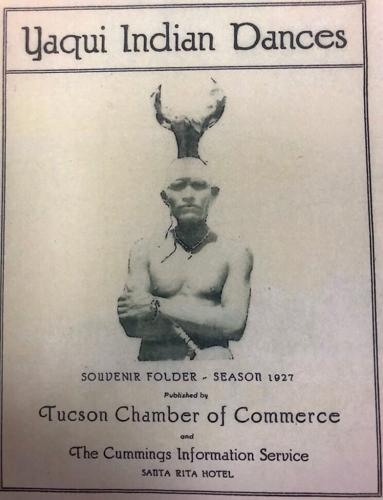 Yaqui Indian Dances
SOUVENIR FOLDER - SEASON 1927
Published by
Tucson Chamber of Commerce
and
The Cummings Information Service
SANTA RITA HOTEL